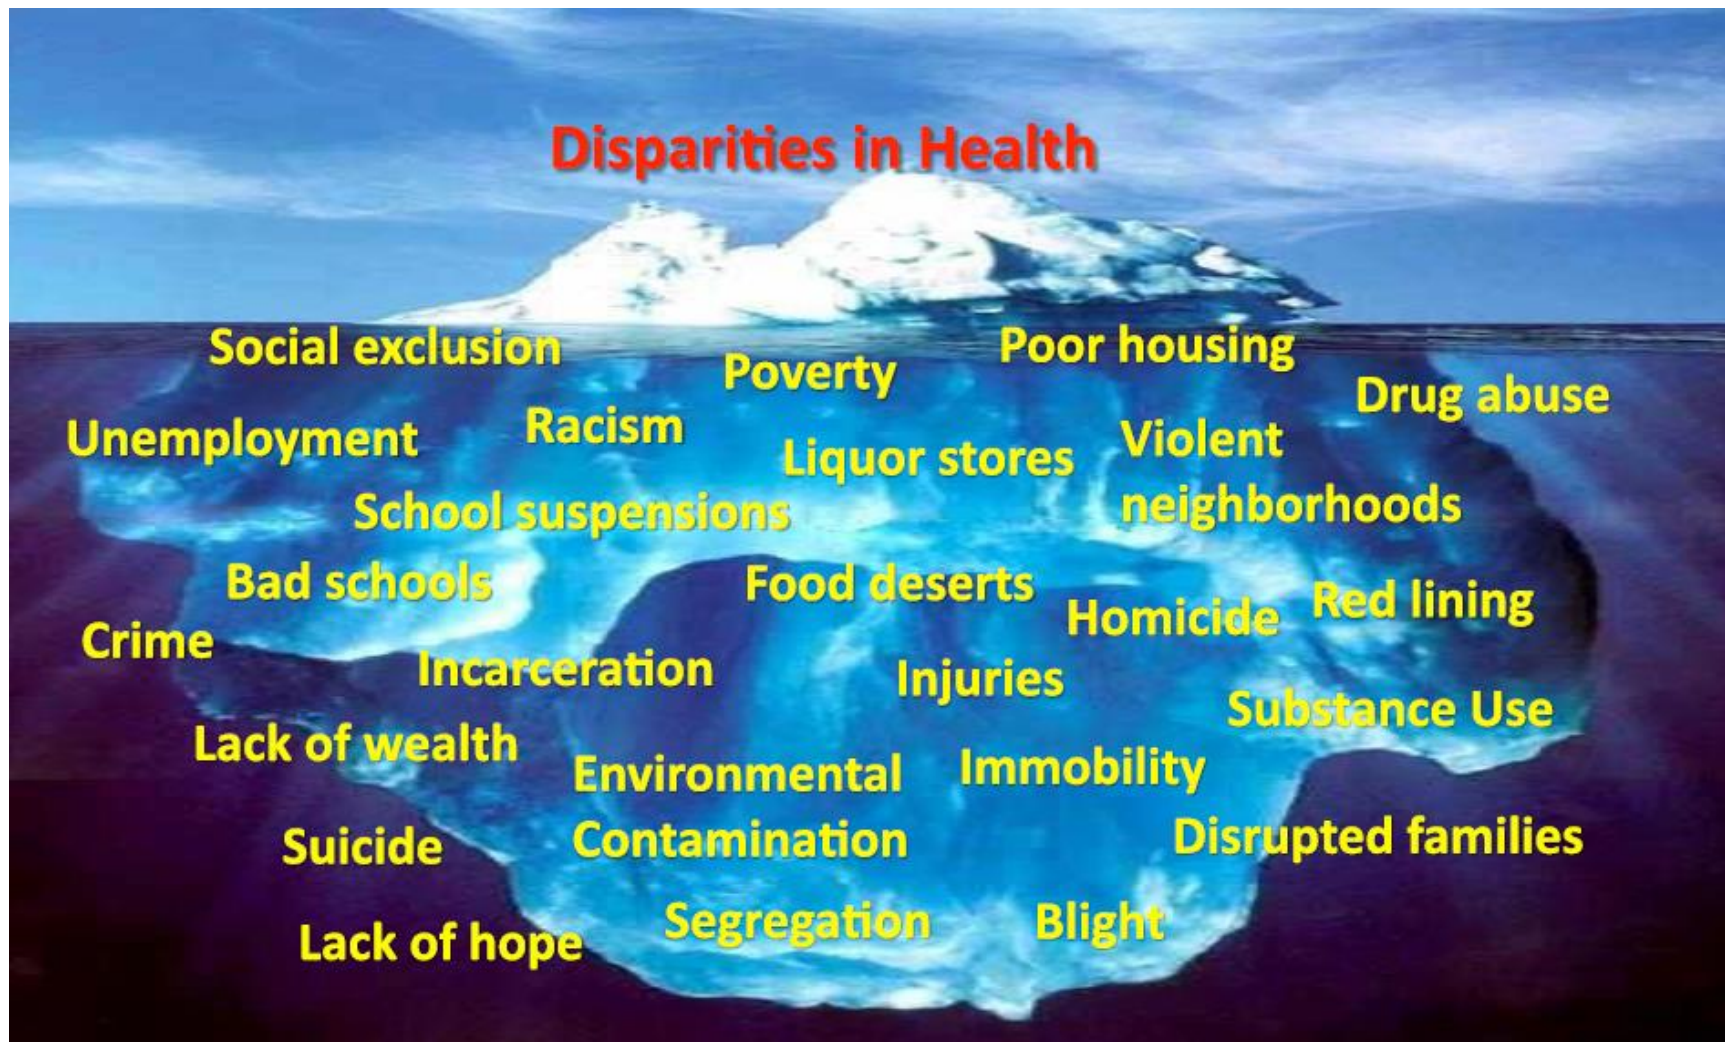 Disparities in Health
Social exclusion
Poverty
Poor housing
Drug abuse
Unemployment
Racism
Liquor stores
Violent
neighborhoods
School suspensions
Bad schools
Food deserts
Homicide
Red lining
Crime
Incarceration
Injuries
Substance Use
Lack of wealth
Environmental
Contamination
Immobility
Suicide
Disrupted families
Lack of hope
Segregation
Blight